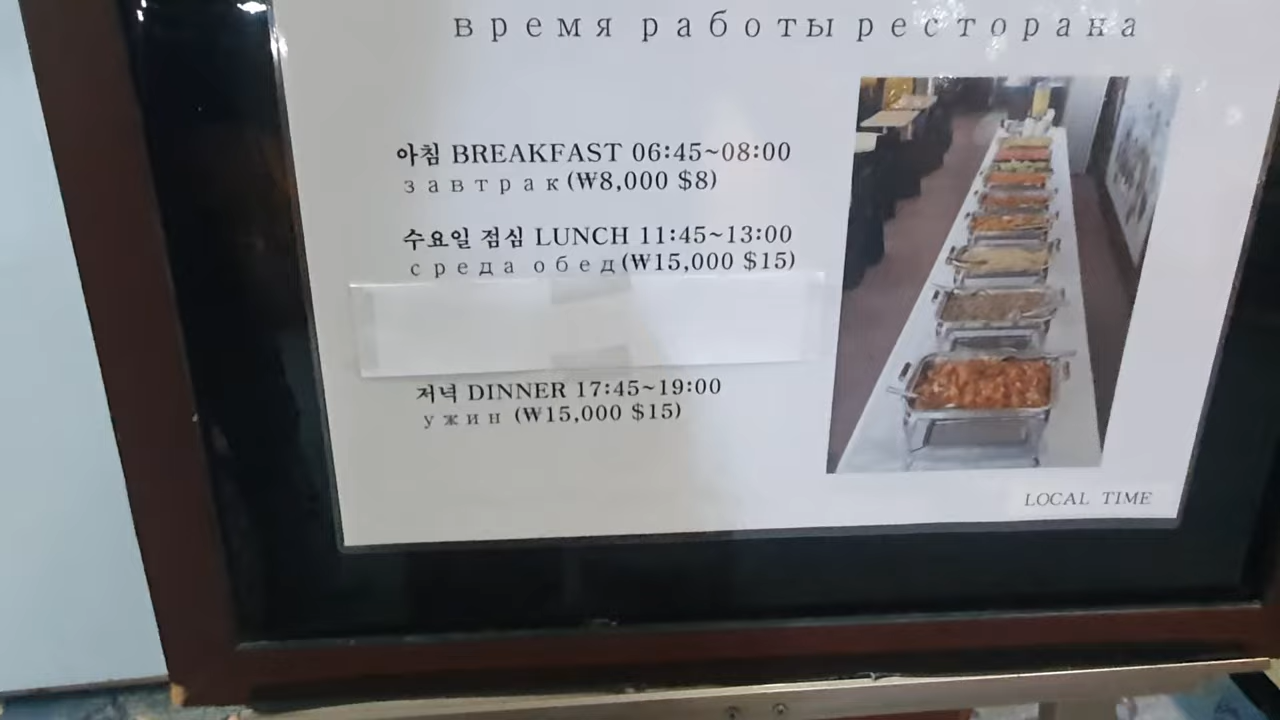 время работы ресторана
아침 BREAKFAST 06:45~08:00
завтрак(₩8,000 $8)
수요일 점심 LUNCH 11:45~13:00
среда обед(₩15,000 $15)
저녁 DINNER 17:45~19:00
ужин (₩15,000 $15)
LOCAL TIME